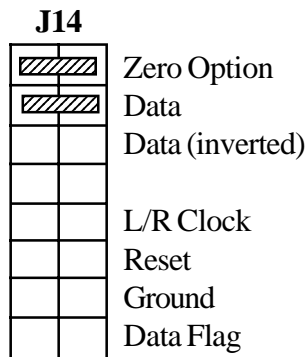 J14
Zero Option
Data
Data (inverted)
L/R Clock
Reset
Ground
Data Flag